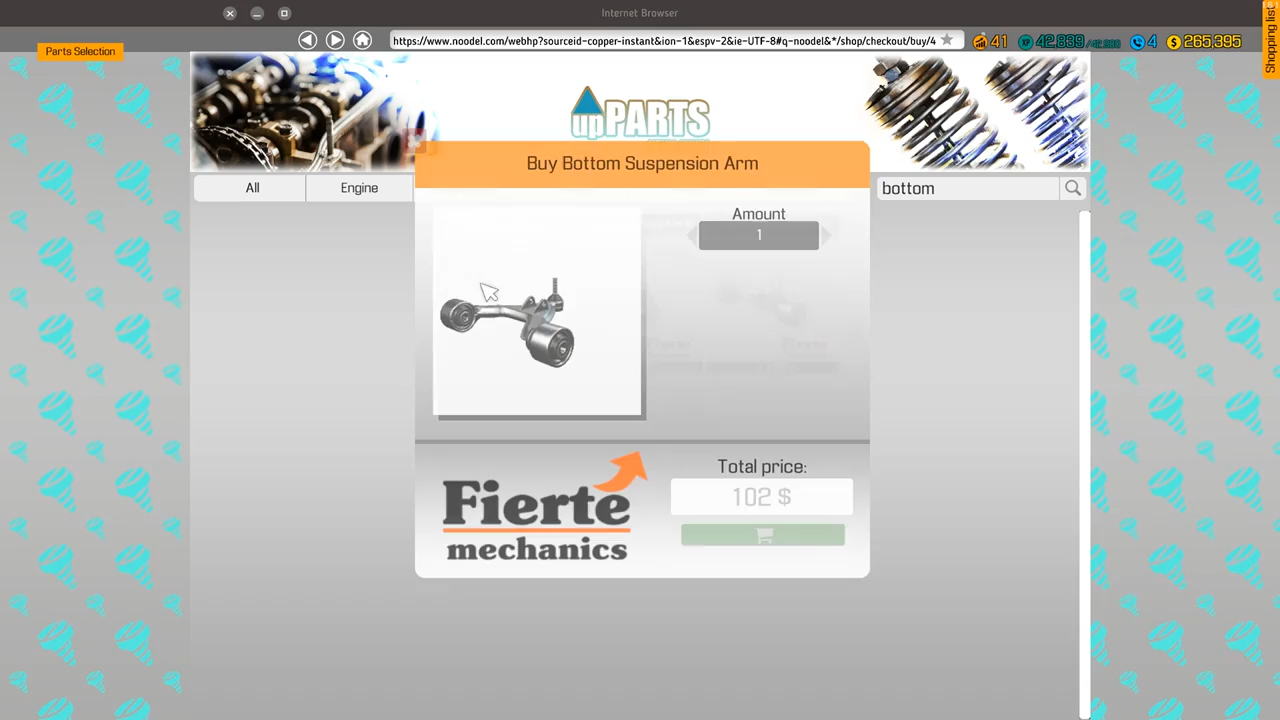 Internet Browser
https://www.noodel.com/webhp?sourceid-copper-instant&ion-1&espv-2&ie-UTF-8#q-noodel&*/shop/checkout/buy/4
41
XP 42,839
4
$ 265,395
Shopping list
Parts Selection
upPARTS
Buy Bottom Suspension Arm
All
Engine
bottom
Amount
1
Total price:
102 $
Fierte
mechanics